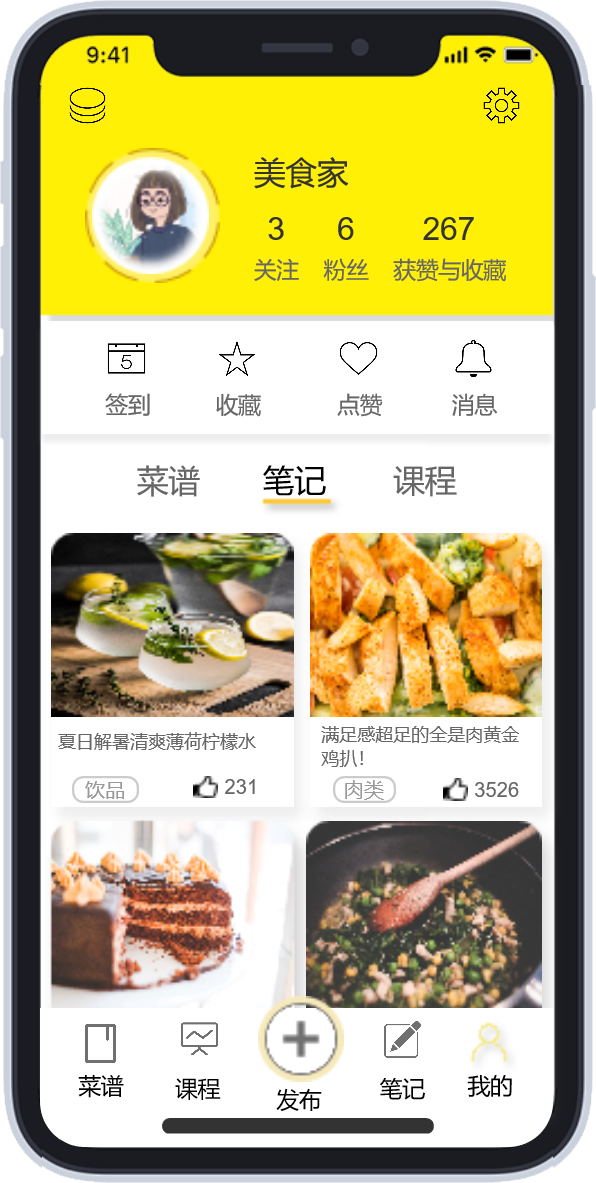 9:41
美食家
3 6 267
关注 粉丝 获赞与收藏
5
签到 收藏 点赞 消息
菜谱 笔记 课程
夏日解暑清爽薄荷柠檬水
饮品 231
满足感超足的全是肉黄金
鸡扒！
肉类 3526
菜谱 课程 发布 笔记 我的